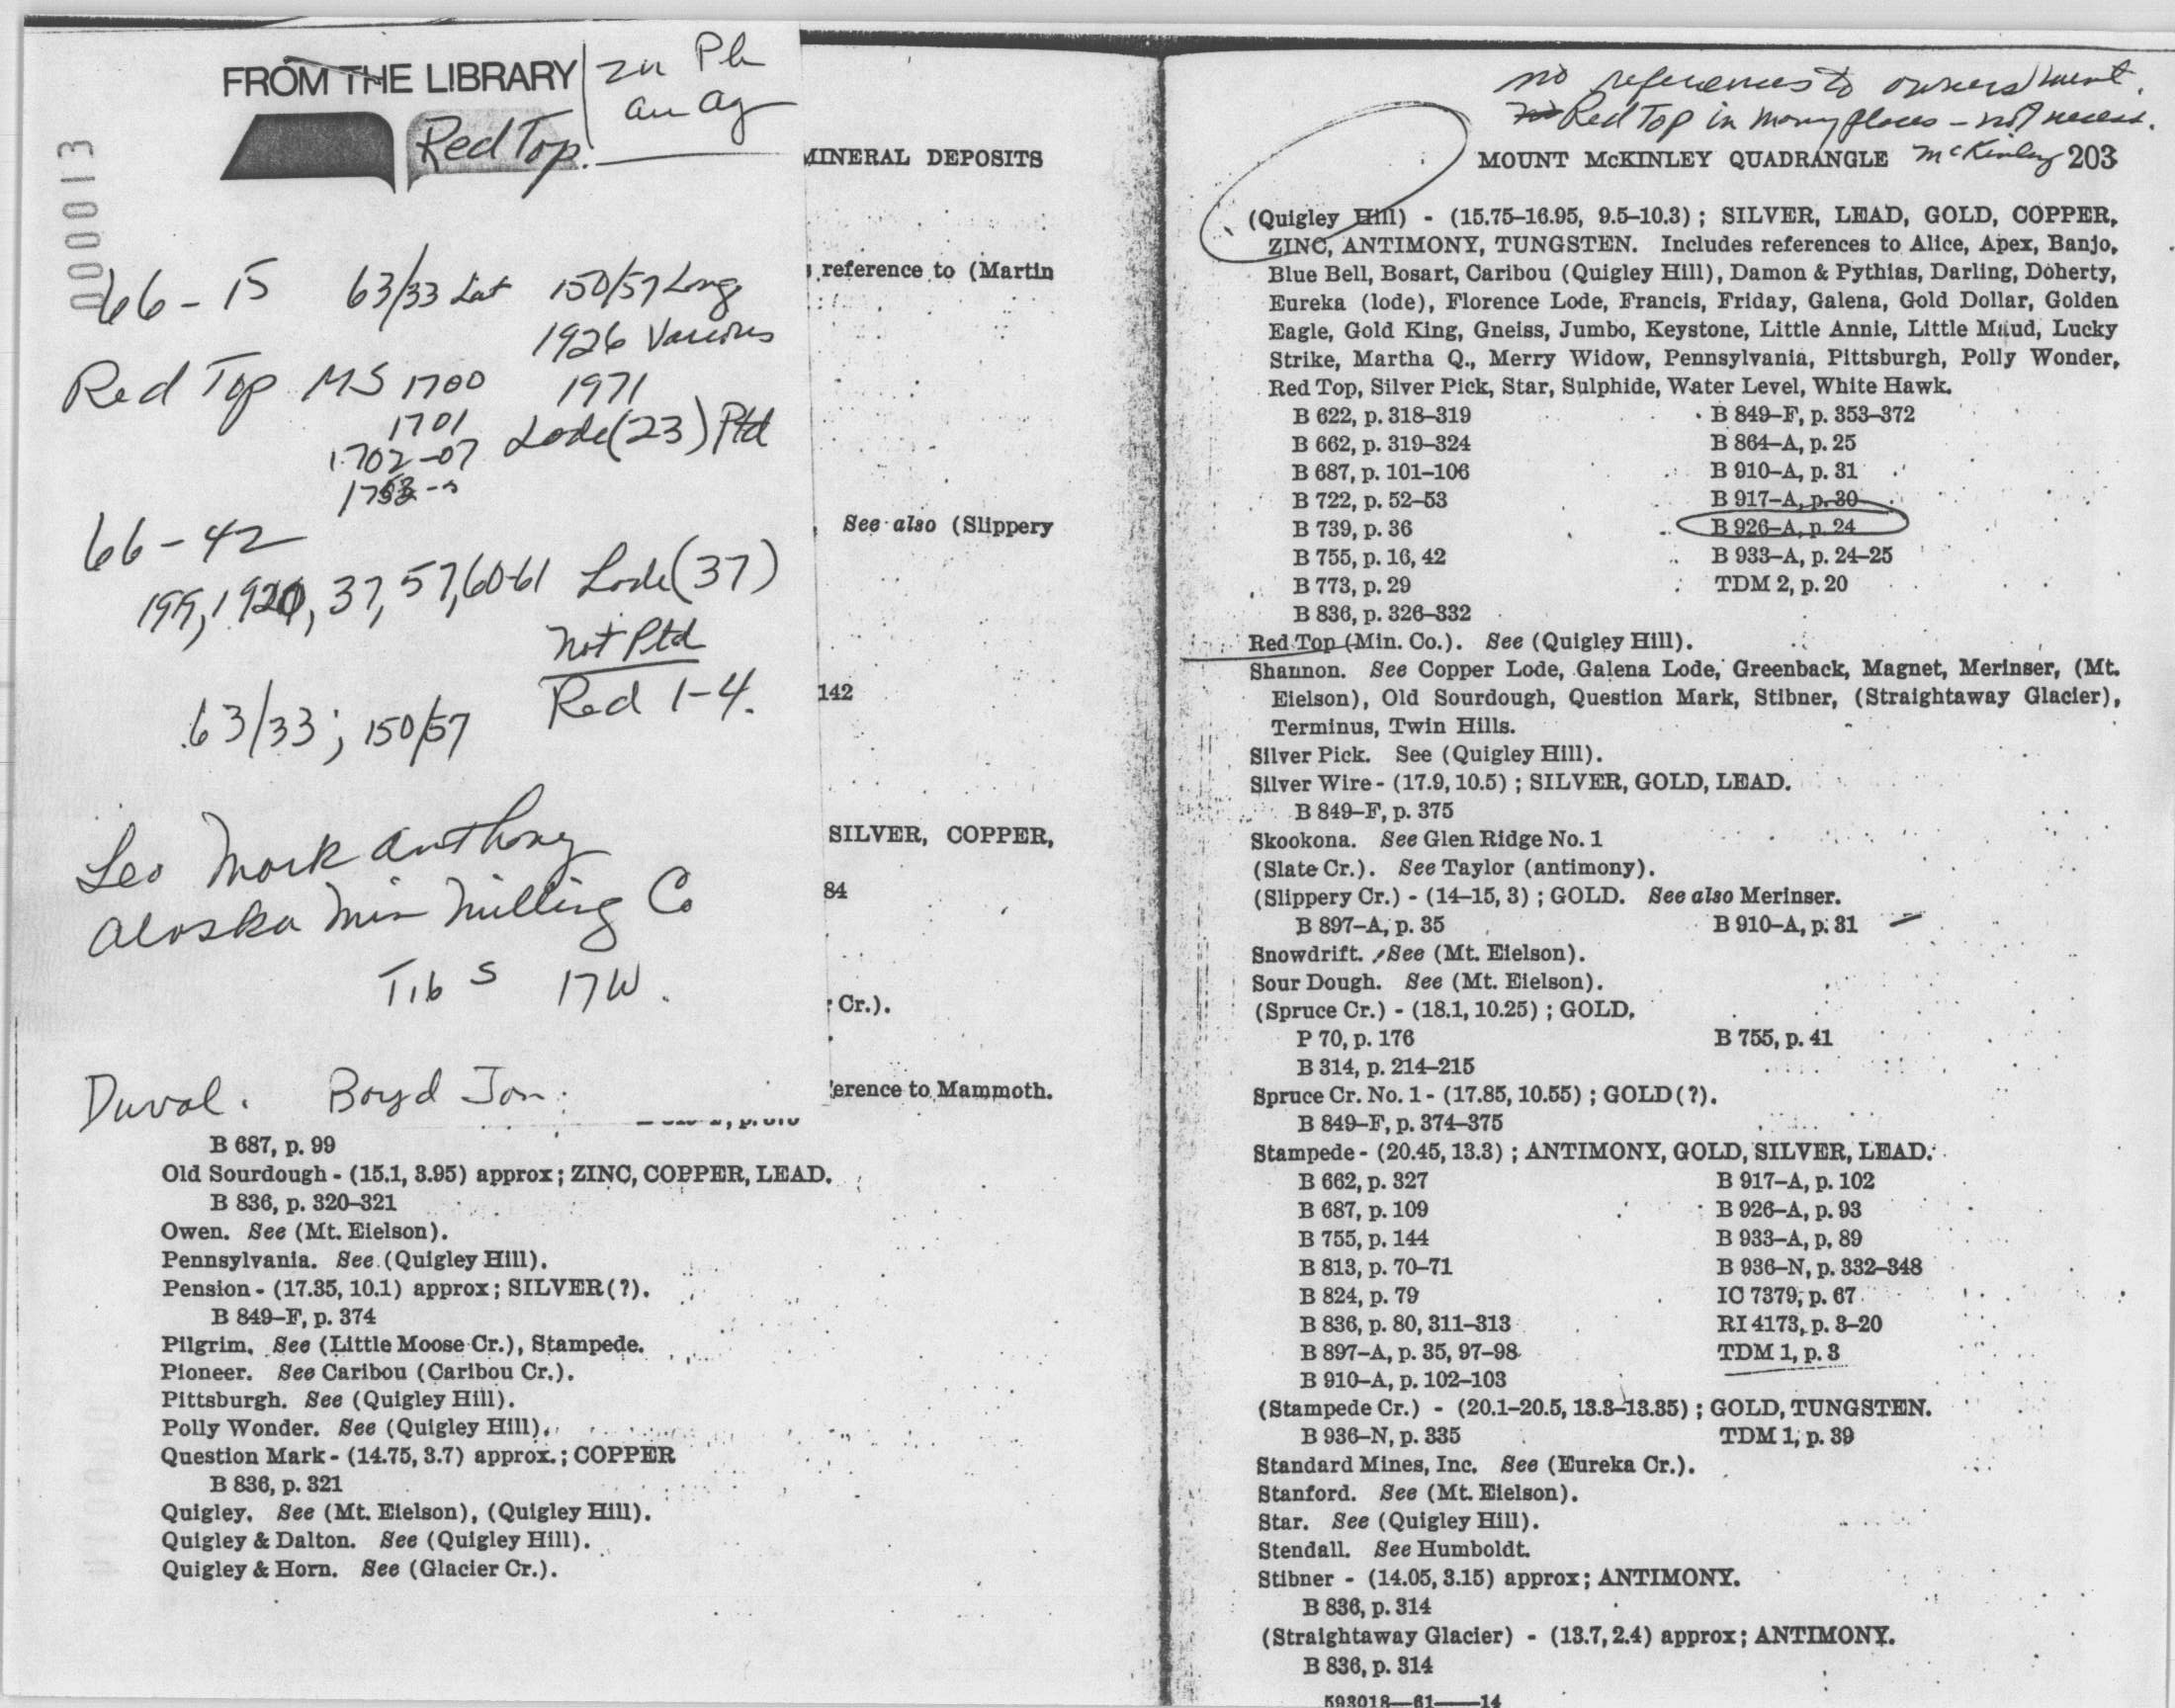 000013
FROM THE LIBRARY
Zn Pb
Au Ag
Red Top.
66-15 63/33 Lat 150/57 Long
1926 Various
Red Top MS 1700 1971
1701 Lode (23) Ptd
1702-07
66-42
37, 57, 60-61 Lode (37)
Not Ptd
Red 1-4.
63/33; 150/57
Leo Mark Anthony
Alaska Min Milling Co
T16 S 17W.
Duval. Boyd Jon
MINERAL DEPOSITS
reference to (Martin
See also (Slippery
142
SILVER, COPPER,
84
Cr.).
erence to Mammoth.
B 687, p. 99
Old Sourdough - (15.1, 3.95) approx; ZINC, COPPER, LEAD.
B 836, p. 320–321
Owen. See (Mt. Eielson).
Pennsylvania. See (Quigley Hill).
Pension - (17.35, 10.1) approx; SILVER(?).
B 849–F, p. 374
Pilgrim. See (Little Moose Cr.), Stampede.
Pioneer. See Caribou (Caribou Cr.).
Pittsburgh. See (Quigley Hill).
Polly Wonder. See (Quigley Hill).
Question Mark - (14.75, 3.7) approx.; COPPER
B 836, p. 321
Quigley. See (Mt. Eielson), (Quigley Hill).
Quigley & Dalton. See (Quigley Hill).
Quigley & Horn. See (Glacier Cr.).
no references to owners
Red Top in many places – not necess.
MOUNT McKINLEY QUADRANGLE McKinley 203
(Quigley Hill) - (15.75–16.95, 9.5–10.3); SILVER, LEAD, GOLD, COPPER,
ZINC, ANTIMONY, TUNGSTEN. Includes references to Alice, Apex, Banjo,
Blue Bell, Bosart, Caribou (Quigley Hill), Damon & Pythias, Darling, Doherty,
Eureka (lode), Florence Lode, Francis, Friday, Galena, Gold Dollar, Golden
Eagle, Gold King, Gneiss, Jumbo, Keystone, Little Annie, Little Maud, Lucky
Strike, Martha Q., Merry Widow, Pennsylvania, Pittsburgh, Polly Wonder,
Red Top, Silver Pick, Star, Sulphide, Water Level, White Hawk.
B 622, p. 318–319 B 849–F, p. 353–372
B 662, p. 319–324 B 864–A, p. 25
B 687, p. 101–106 B 910–A, p. 31
B 722, p. 52–53 B 917–A, p. 30
B 739, p. 36 B 926–A, p. 24
B 755, p. 16, 42 B 933–A, p. 24–25
B 773, p. 29 TDM 2, p. 20
B 836, p. 326–332
Red Top (Min. Co.). See (Quigley Hill).
Shannon. See Copper Lode, Galena Lode, Greenback, Magnet, Merinser, (Mt.
Eielson), Old Sourdough, Question Mark, Stibner, (Straightaway Glacier),
Terminus, Twin Hills.
Silver Pick. See (Quigley Hill).
Silver Wire - (17.9, 10.5); SILVER, GOLD, LEAD.
B 849–F, p. 375
Skookona. See Glen Ridge No. 1
(Slate Cr.). See Taylor (antimony).
(Slippery Cr.) - (14–15, 3); GOLD. See also Merinser.
B 897–A, p. 35 B 910–A, p. 31
Snowdrift. See (Mt. Eielson).
Sour Dough. See (Mt. Eielson).
(Spruce Cr.) - (18.1, 10.25); GOLD.
P 70, p. 176 B 755, p. 41
B 314, p. 214–215
Spruce Cr. No. 1 - (17.85, 10.55); GOLD(?).
B 849–F, p. 374–375
Stampede - (20.45, 13.3); ANTIMONY, GOLD, SILVER, LEAD.
B 662, p. 327 B 917–A, p. 102
B 687, p. 109 B 926–A, p. 93
B 755, p. 144 B 933–A, p. 89
B 813, p. 70–71 B 936–N, p. 332–348
B 824, p. 79 IC 7379, p. 67
B 836, p. 80, 311–313 RI 4173, p. 3–20
B 897–A, p. 35, 97–98 TDM 1, p. 3
B 910–A, p. 102–103
(Stampede Cr.) - (20.1–20.5, 13.3–13.35); GOLD, TUNGSTEN.
B 936–N, p. 335 TDM 1, p. 39
Standard Mines, Inc. See (Eureka Cr.).
Stanford. See (Mt. Eielson).
Star. See (Quigley Hill).
Stendall. See Humboldt.
Stibner - (14.05, 3.15) approx; ANTIMONY.
B 836, p. 314
(Straightaway Glacier) - (13.7, 2.4) approx; ANTIMONY.
B 836, p. 314
593018—61——14